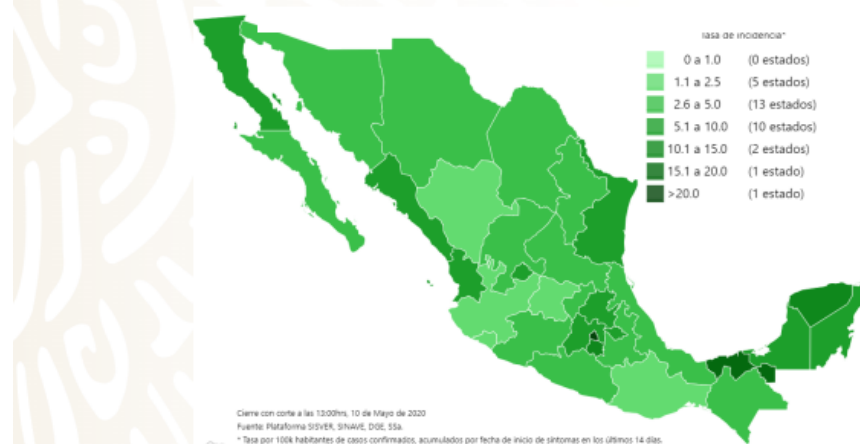 Tasa de incidencia*
0 a 1.0 (0 estados)
1.1 a 2.5 (5 estados)
2.6 a 5.0 (13 estados)
5.1 a 10.0 (10 estados)
10.1 a 15.0 (2 estados)
15.1 a 20.0 (1 estado)
>20.0 (1 estado)
Cierre con corte a las 13:00hrs, 10 de Mayo de 2020
Fuente: Plataforma SISVER, SINAVE, DGE, SSa.
* Tasa por 100k habitantes de casos confirmados, acumulados por fecha de inicio de síntomas en los últimos 14 días.